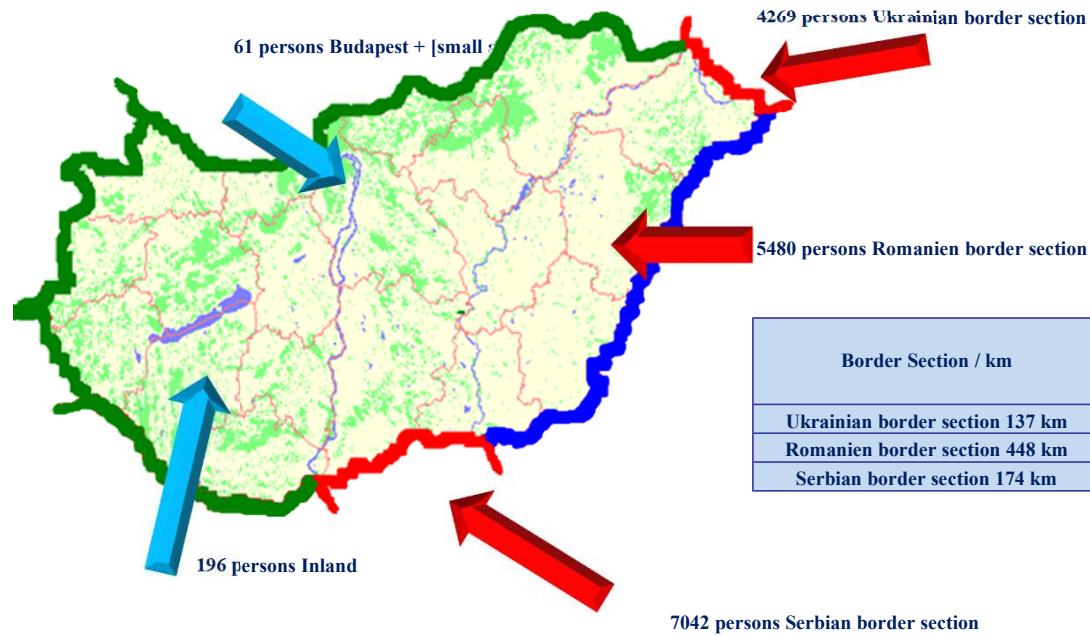 4269 persons Ukrainian border section
61 persons Budapest + [small
5480 persons Romanien border section
Border Section / km
Ukrainian border section 137 km
Romanien border section 448 km
Serbian border section 174 km
196 persons Inland
7042 persons Serbian border section